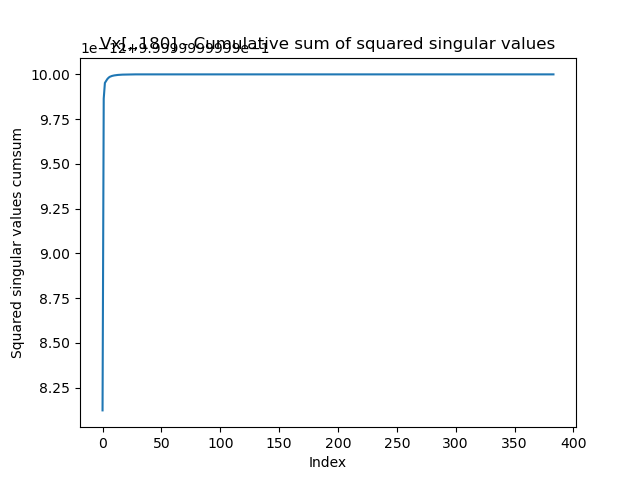 Vx[.,180] - Cumulative sum of squared singular values
1e−12+9.9999999999e−1
10.00
9.75
9.50
9.25
9.00
8.75
8.50
8.25
Squared singular values cumsum
0 50 100 150 200 250 300 350 400
Index